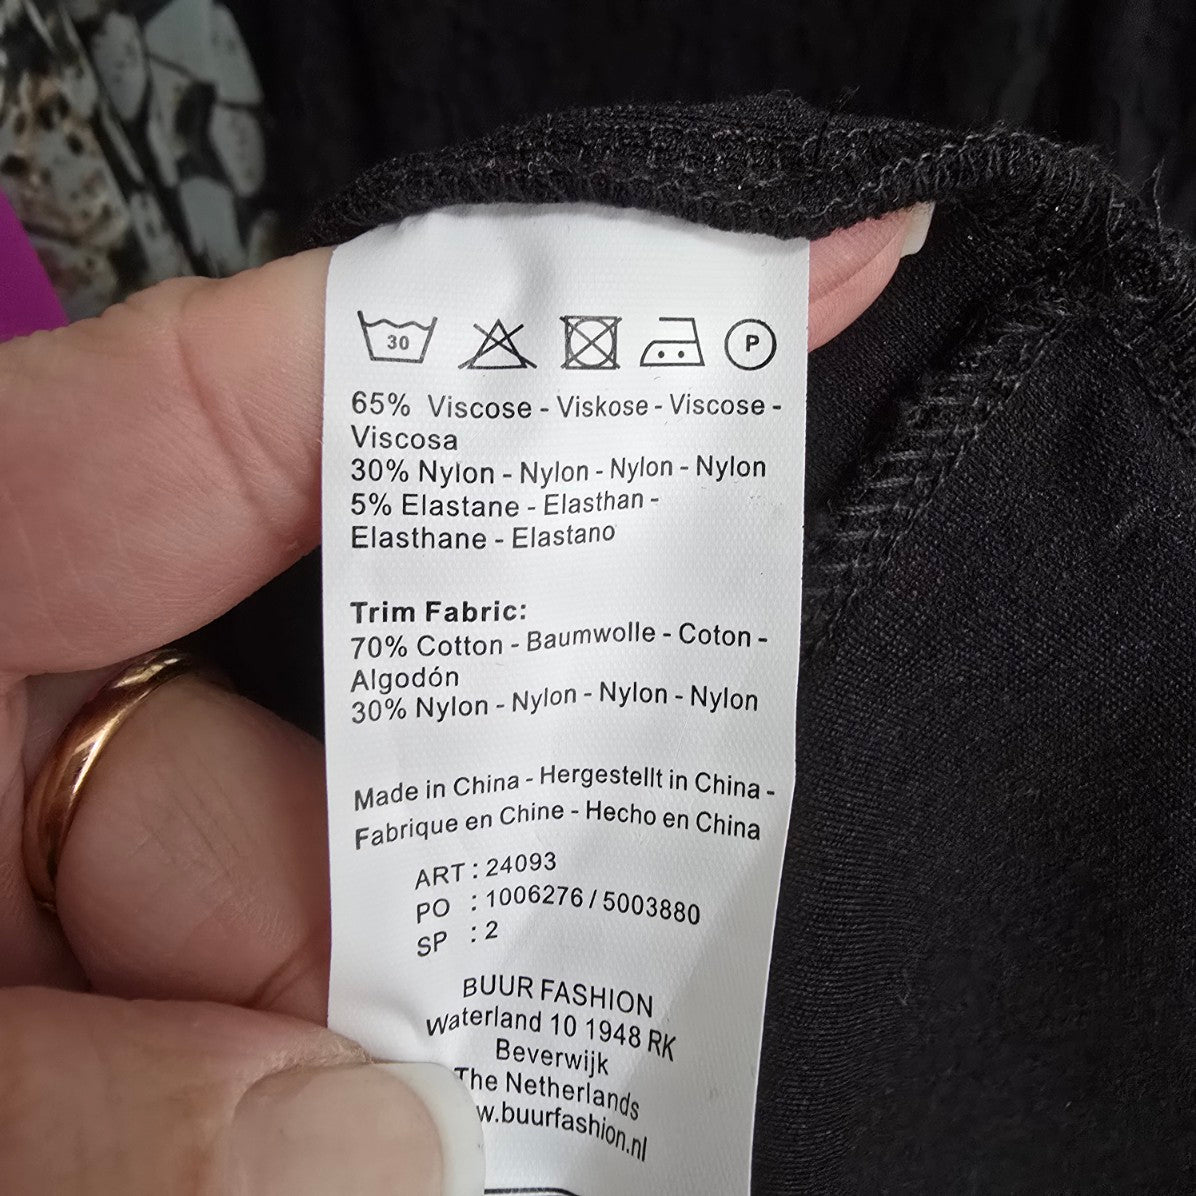 30
P
65% Viscose - Viskose - Viscose -
Viscosa
30% Nylon - Nylon - Nylon - Nylon
5% Elastane - Elasthan -
Elasthane - Elastano
Trim Fabric:
70% Cotton - Baumwolle - Coton -
Algodón
30% Nylon - Nylon - Nylon - Nylon
Made in China - Hergestellt in China -
Fabrique en Chine - Hecho en China
ART : 24093
PO : 1006276 / 5003880
SP : 2
BUUR FASHION
Waterland 10 1948 RK
Beverwijk
The Netherlands
w.buurfashion.nl